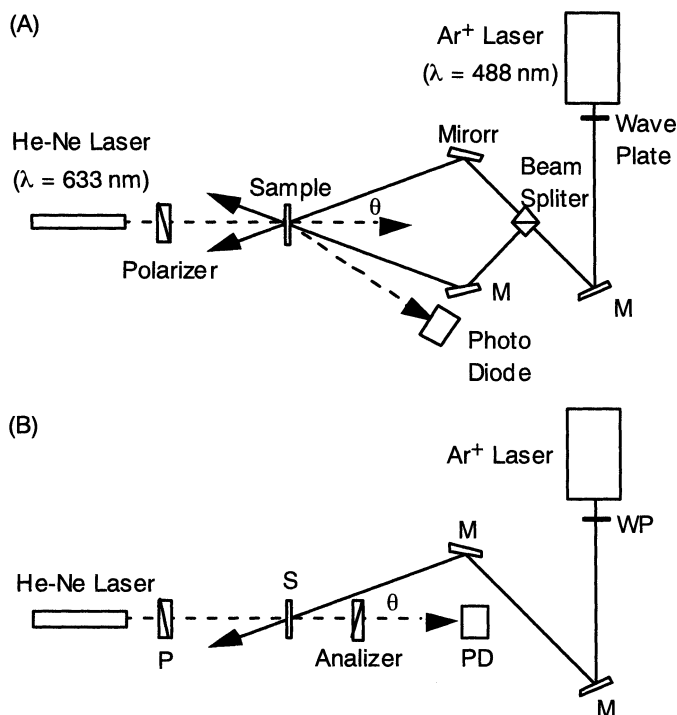 (A)
Ar+ Laser
(λ = 488 nm)
Wave
Plate
Mirorr
Beam
Spliter
He-Ne Laser
(λ = 633 nm)
Sample
θ
Polarizer
M
M
Photo
Diode
(B)
Ar+ Laser
WP
M
He-Ne Laser
S
θ
P
Analizer
PD
M